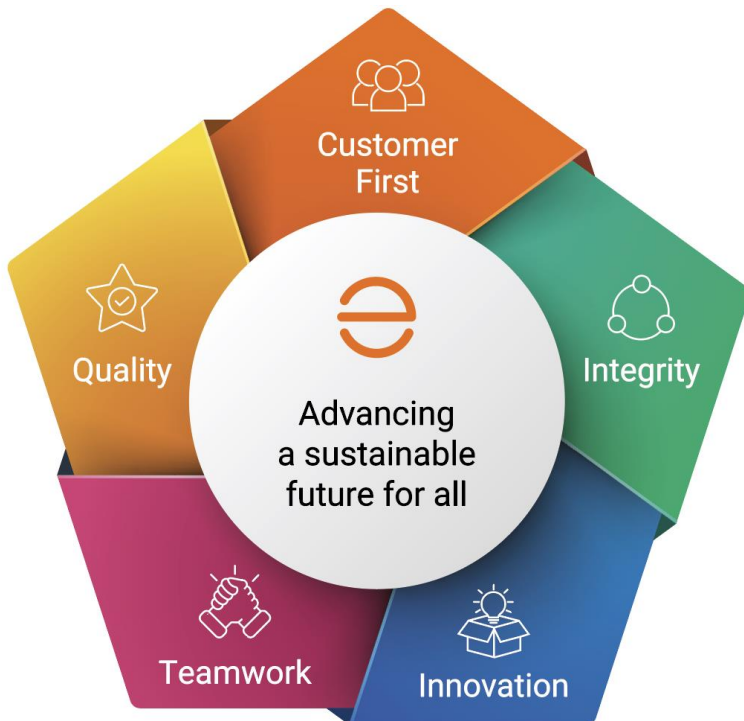 Customer
First
Integrity
Innovation
Teamwork
Quality
e
Advancing
a sustainable
future for all